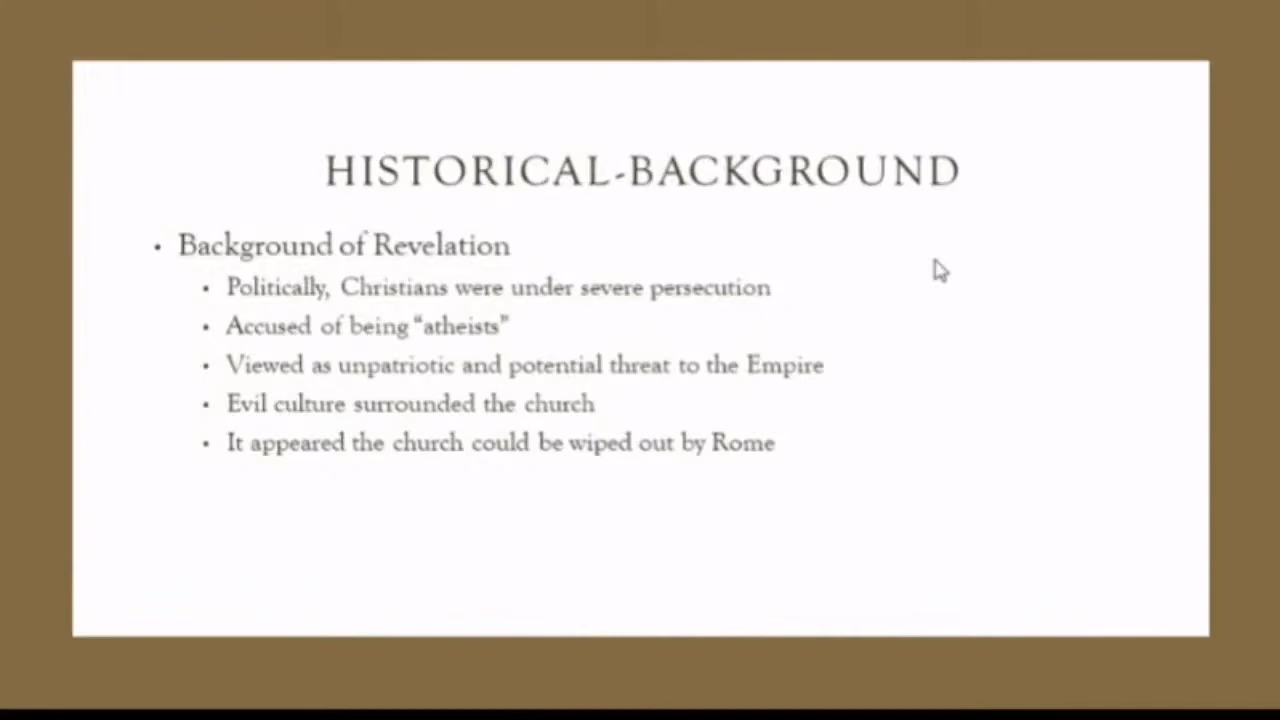 HISTORICAL-BACKGROUND
• Background of Revelation
• Politically, Christians were under severe persecution
• Accused of being “atheists”
• Viewed as unpatriotic and potential threat to the Empire
• Evil culture surrounded the church
• It appeared the church could be wiped out by Rome